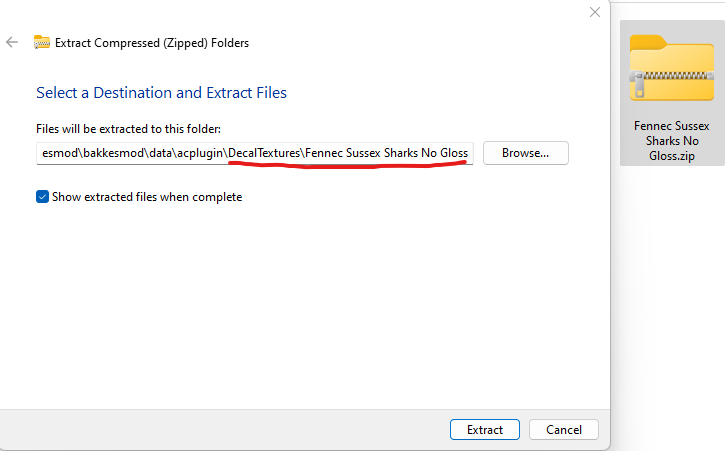 Extract Compressed (Zipped) Folders
Select a Destination and Extract Files
Files will be extracted to this folder:
esmod\bakkesmod\data\acplugin\DecalTextures\Fennec Sussex Sharks No Gloss
Browse...
Show extracted files when complete
Extract
Cancel
Fennec Sussex
Sharks No
Gloss.zip